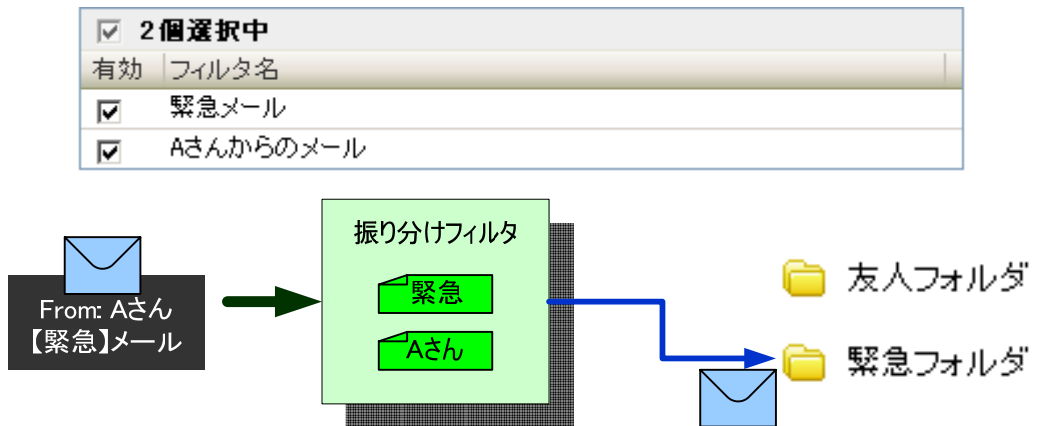 2個選択中
有効 フィルタ名
緊急メール
Aさんからのメール
振り分けフィルタ
緊急
Aさん
From: Aさん
【緊急】メール
友人フォルダ
緊急フォルダ